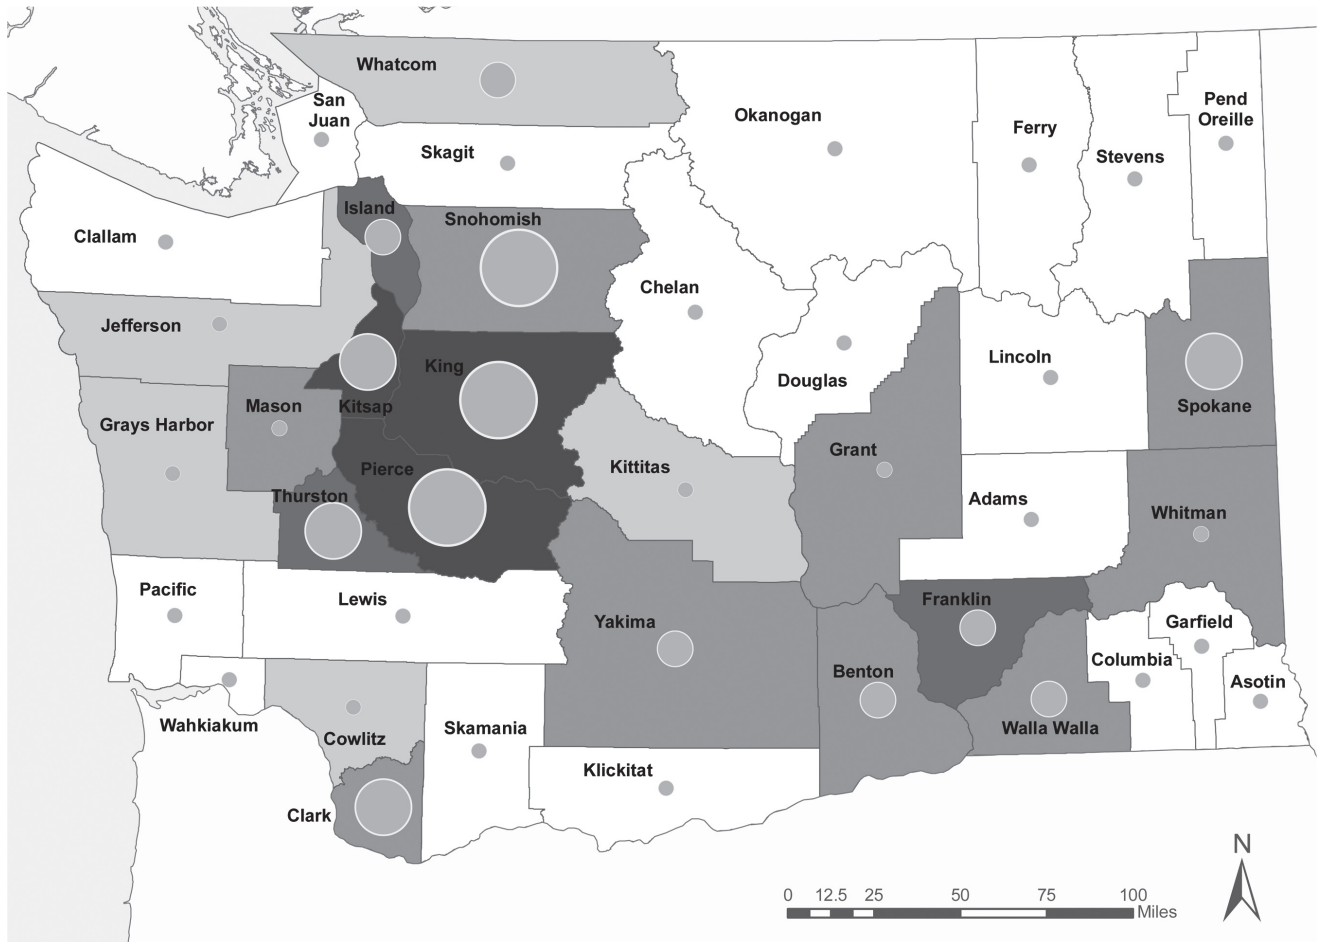 Whatcom
San
Juan
Skagit
Okanogan
Ferry
Stevens
Pend
Oreille
Clallam
Island
Snohomish
Chelan
Jefferson
Douglas
Lincoln
King
Kitsap
Mason
Grays Harbor
Spokane
Pierce
Thurston
Kittitas
Grant
Adams
Whitman
Pacific
Lewis
Yakima
Franklin
Garfield
Benton
Columbia
Asotin
Wahkiakum
Cowlitz
Skamania
Walla Walla
Klickitat
Clark
N
0 12.5 25 50 75 100
Miles